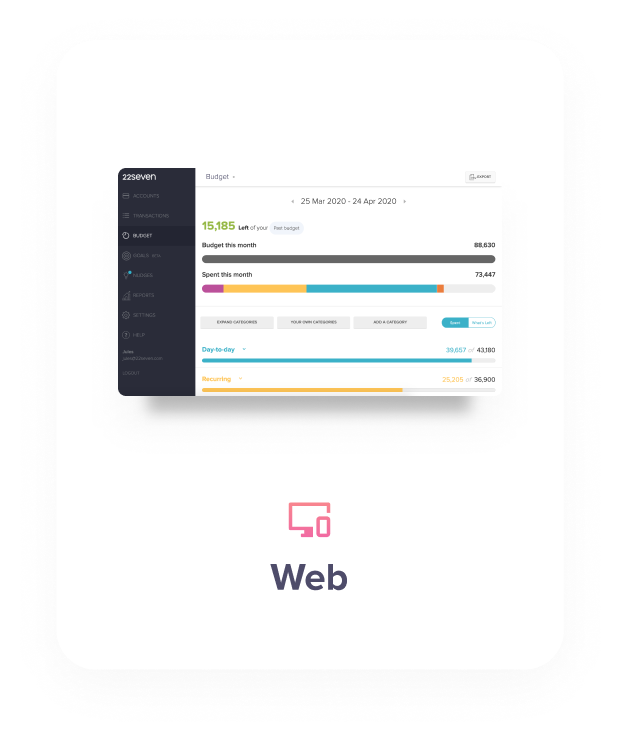 22seven
Budget
EXPORT
ACCOUNTS
25 Mar 2020 - 24 Apr 2020
TRANSACTIONS
15,185 Left of your Past budget
BUDGET
Budget this month 88,630
GOALS BETA
NUDGES
Spent this month 73,447
REPORTS
SETTINGS
EXPAND CATEGORIES YOUR OWN CATEGORIES ADD A CATEGORY Spent What's Left
HELP
Day-to-day 39,657 of 43,180
LOGOUT
Recurring 25,205 of 36,900
Web